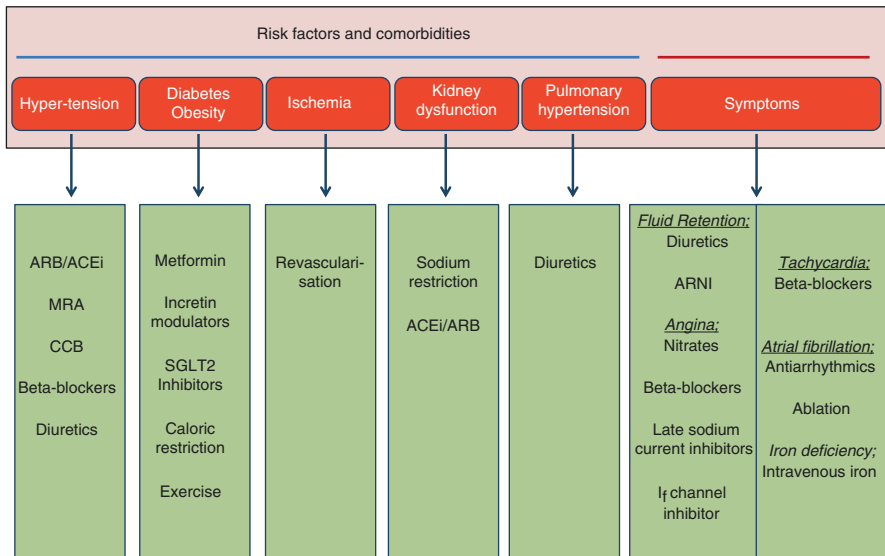 Risk factors and comorbidities
Hyper-tension
Diabetes
Obesity
Ischemia
Kidney
dysfunction
Pulmonary
hypertension
Symptoms
ARB/ACEi
MRA
CCB
Beta-blockers
Diuretics
Metformin
Incretin
modulators
SGLT2
Inhibitors
Caloric
restriction
Exercise
Revasculari-
sation
Sodium
restriction
ACEi/ARB
Diuretics
Fluid Retention;
Diuretics
ARNI
Angina;
Nitrates
Beta-blockers
Late sodium
current inhibitors
If channel
inhibitor
Tachycardia;
Beta-blockers
Atrial fibrillation;
Antiarrhythmics
Ablation
Iron deficiency;
Intravenous iron